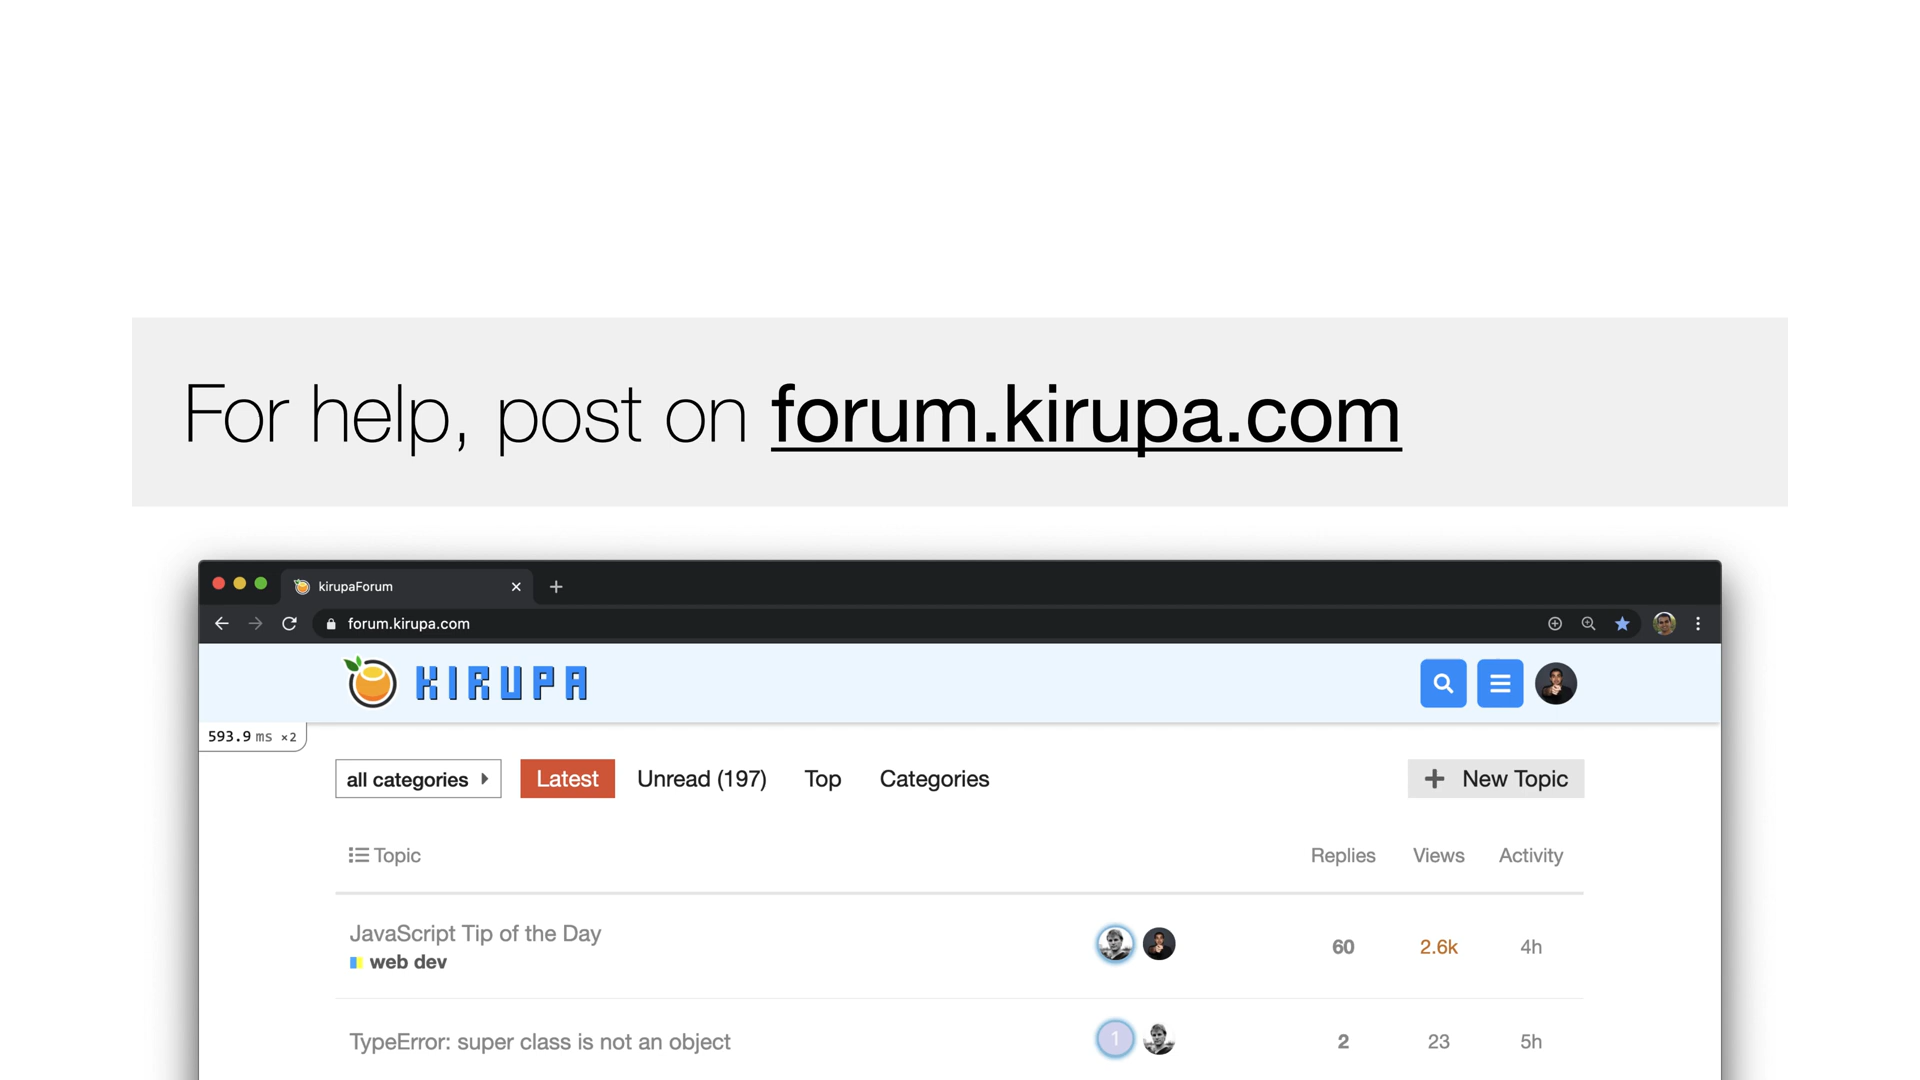 For help, post on forum.kirupa.com
kirupaForum
forum.kirupa.com
KIRUPA
593.9 ms ×2
all categories Latest Unread (197) Top Categories New Topic
Topic Replies Views Activity
JavaScript Tip of the Day 60 2.6k 4h
web dev
TypeError: super class is not an object 1 2 23 5h